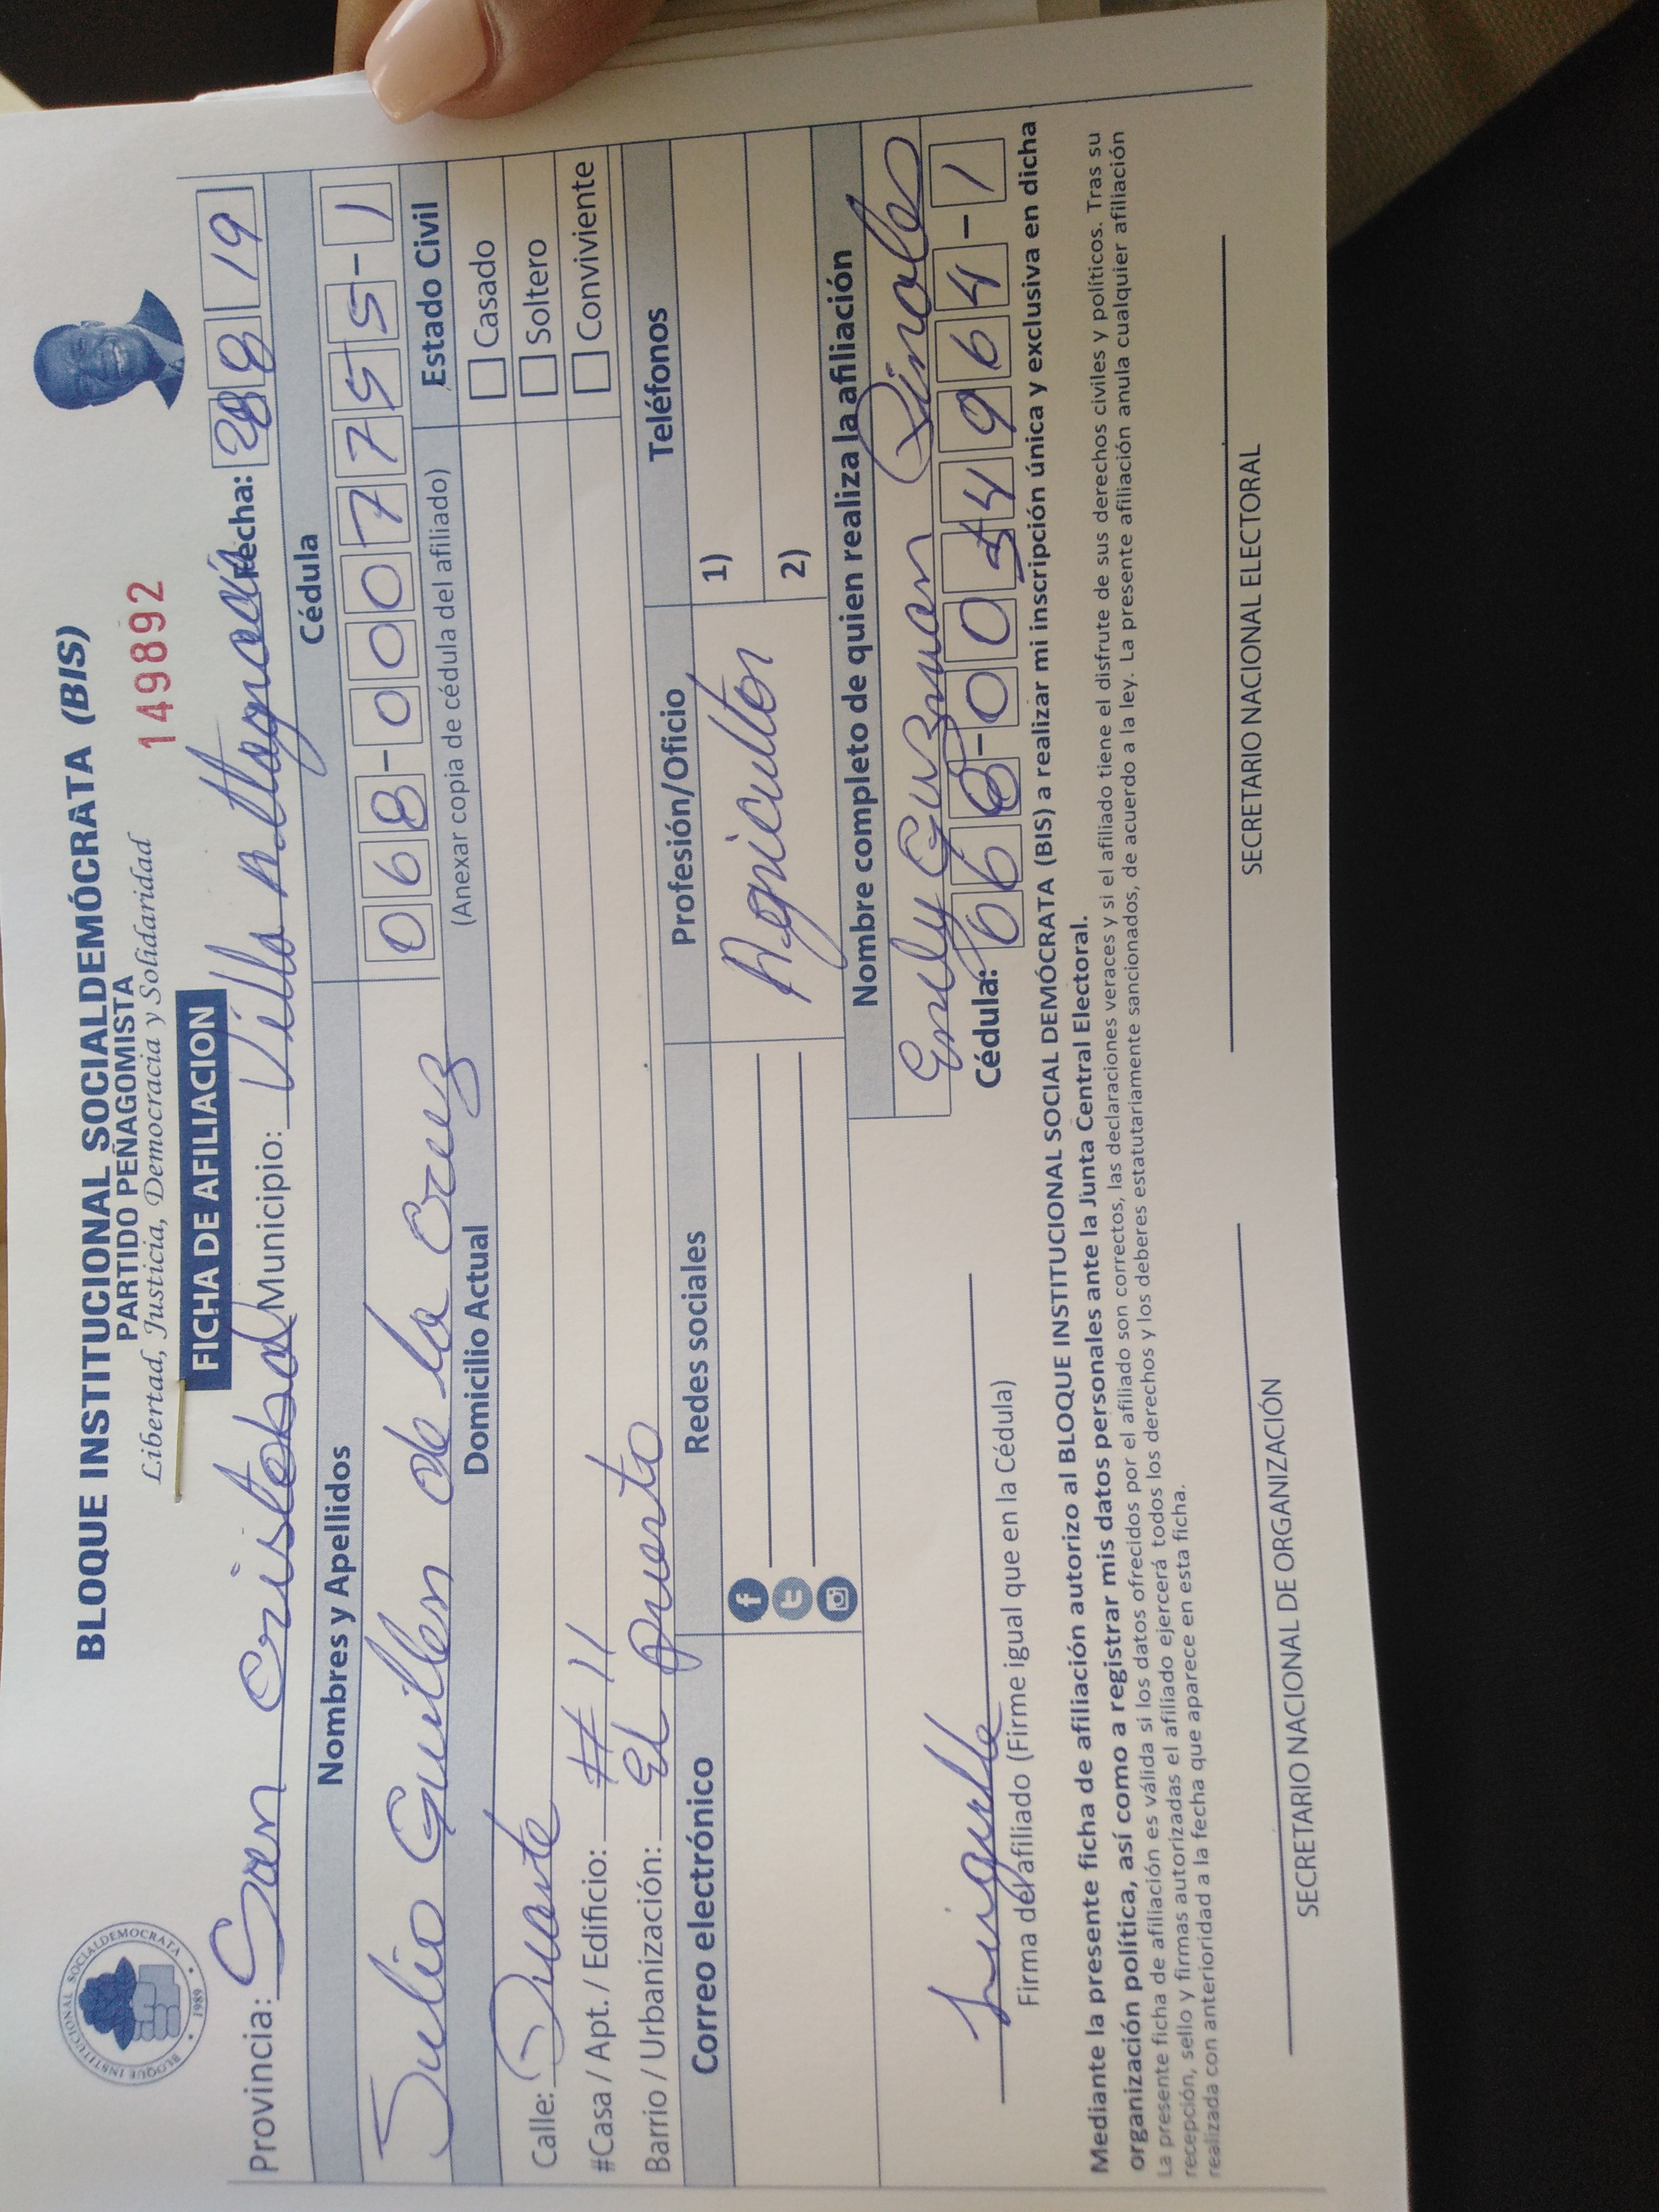 BLOQUE INSTITUCIONAL SOCIALDEMOCRATA
1989
BLOQUE INSTITUCIONAL SOCIALDEMÓCRATA (BIS)
PARTIDO PEÑAGOMISTA
Libertad, Justicia, Democracia y Solidaridad
149892
FICHA DE AFILIACION
Provincia: San Cristobal Municipio: Villa Altagracia Fecha: 28 8 19
Nombres y Apellidos Cédula
Julio Guillen de la Cruz 068-0007755-1
(Anexar copia de cédula del afiliado)
Domicilio Actual Estado Civil
Calle: Duarte
Casado
#Casa / Apt. / Edificio: # 11
Soltero
Barrio / Urbanización: El puerto
Conviviente
Correo electrónico Redes sociales Profesión/Oficio Teléfonos
Agricultor
1)
2)
Nombre completo de quien realiza la afiliación
Guzman
Cédula: 068-00 4964-1
Firma del afiliado (Firme igual que en la Cédula)
Mediante la presente ficha de afiliación autorizo al BLOQUE INSTITUCIONAL SOCIAL DEMÓCRATA (BIS) a realizar mi inscripción única y exclusiva en dicha
organización política, así como a registrar mis datos personales ante la Junta Central Electoral.
La presente ficha de afiliación es válida si los datos ofrecidos por el afiliado son correctos, las declaraciones veraces y si el afiliado tiene el disfrute de sus derechos civiles y políticos. Tras su
recepción, sello y firmas autorizadas el afiliado ejercerá todos los derechos y los deberes estatutariamente sancionados, de acuerdo a la ley. La presente afiliación anula cualquier afiliación
realizada con anterioridad a la fecha que aparece en esta ficha.
SECRETARIO NACIONAL DE ORGANIZACIÓN SECRETARIO NACIONAL ELECTORAL